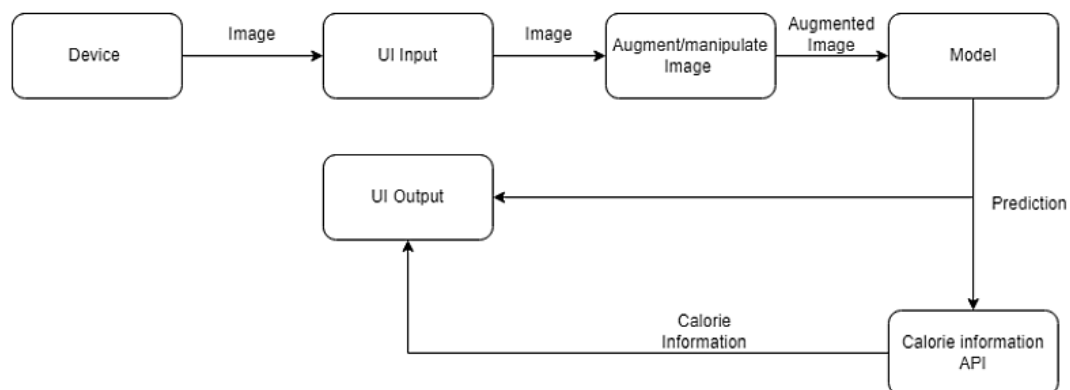 Device
Image
UI Input
Image
Augment/manipulate
Image
Augmented
Image
Model
UI Output
Prediction
Calorie
Information
Calorie information
API